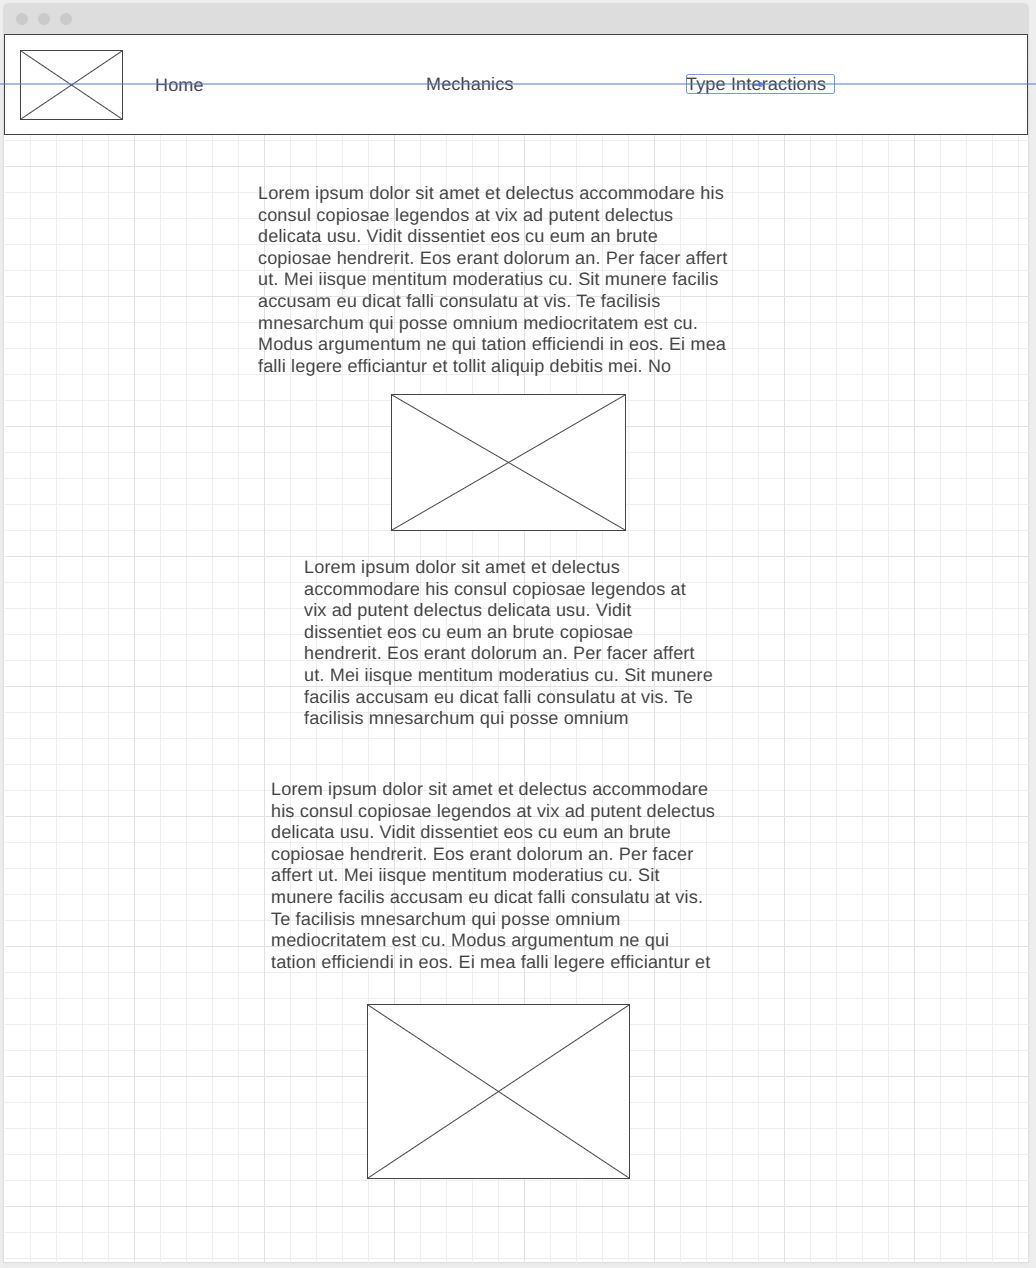 Home
Mechanics
Type Interactions
Lorem ipsum dolor sit amet et delectus accommodare his
consul copiosae legendos at vix ad putent delectus
delicata usu. Vidit dissentiet eos cu eum an brute
copiosae hendrerit. Eos erant dolorum an. Per facer affert
ut. Mei iisque mentitum moderatius cu. Sit munere facilis
accusam eu dicat falli consulatu at vis. Te facilisis
mnesarchum qui posse omnium mediocritatem est cu.
Modus argumentum ne qui tation efficiendi in eos. Ei mea
falli legere efficiantur et tollit aliquip debitis mei. No
Lorem ipsum dolor sit amet et delectus
accommodare his consul copiosae legendos at
vix ad putent delectus delicata usu. Vidit
dissentiet eos cu eum an brute copiosae
hendrerit. Eos erant dolorum an. Per facer affert
ut. Mei iisque mentitum moderatius cu. Sit munere
facilis accusam eu dicat falli consulatu at vis. Te
facilisis mnesarchum qui posse omnium
Lorem ipsum dolor sit amet et delectus accommodare
his consul copiosae legendos at vix ad putent delectus
delicata usu. Vidit dissentiet eos cu eum an brute
copiosae hendrerit. Eos erant dolorum an. Per facer
affert ut. Mei iisque mentitum moderatius cu. Sit
munere facilis accusam eu dicat falli consulatu at vis.
Te facilisis mnesarchum qui posse omnium
mediocritatem est cu. Modus argumentum ne qui
tation efficiendi in eos. Ei mea falli legere efficiantur et